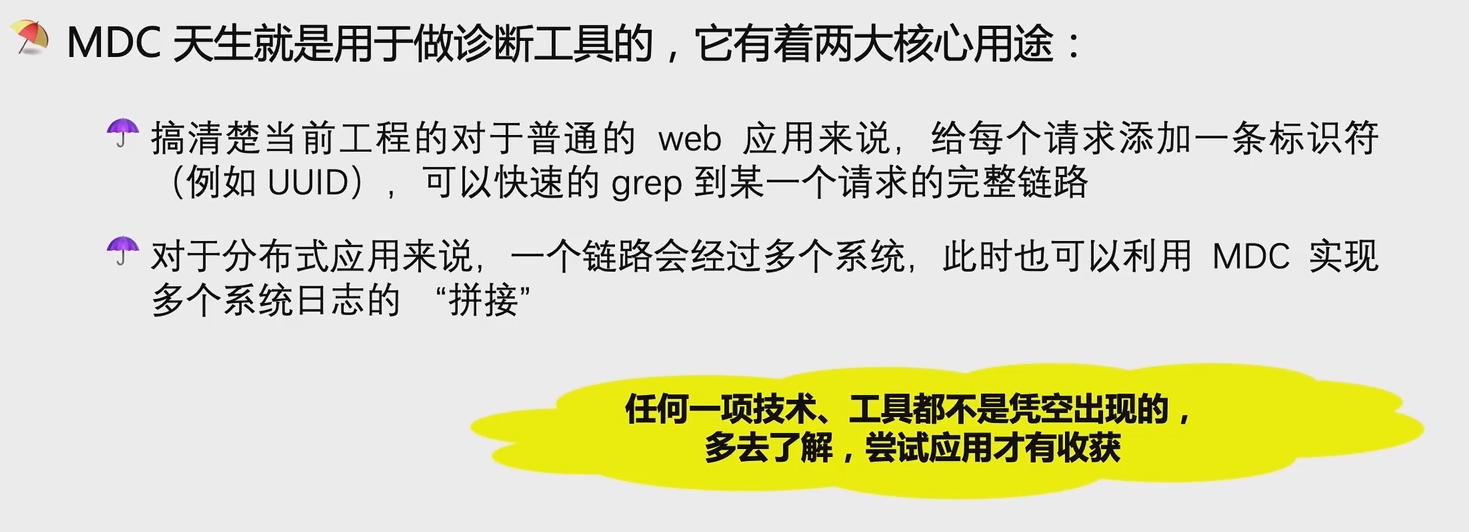 MDC 天生就是用于做诊断工具的，它有着两大核心用途：
搞清楚当前工程的对于普通的 web 应用来说，给每个请求添加一条标识符
（例如 UUID），可以快速的 grep 到某一个请求的完整链路
对于分布式应用来说，一个链路会经过多个系统，此时也可以利用 MDC 实现
多个系统日志的 “拼接”
任何一项技术、工具都不是凭空出现的，
多去了解，尝试应用才有收获